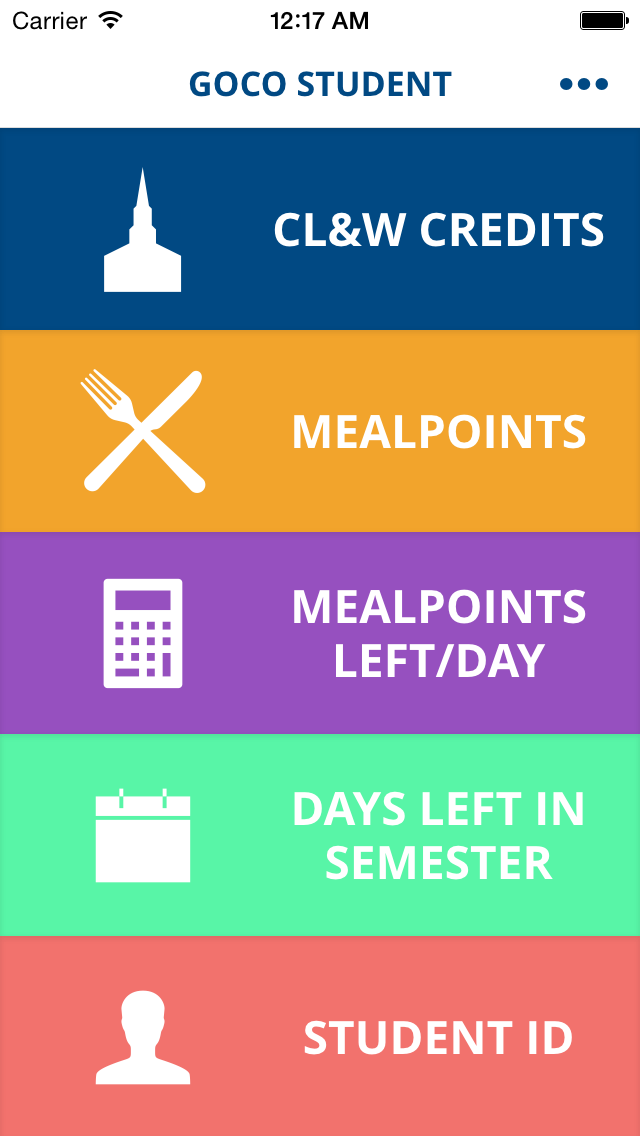 Carrier 12:17 AM
GOCO STUDENT
CL&W CREDITS
MEALPOINTS
MEALPOINTS
LEFT/DAY
DAYS LEFT IN
SEMESTER
STUDENT ID